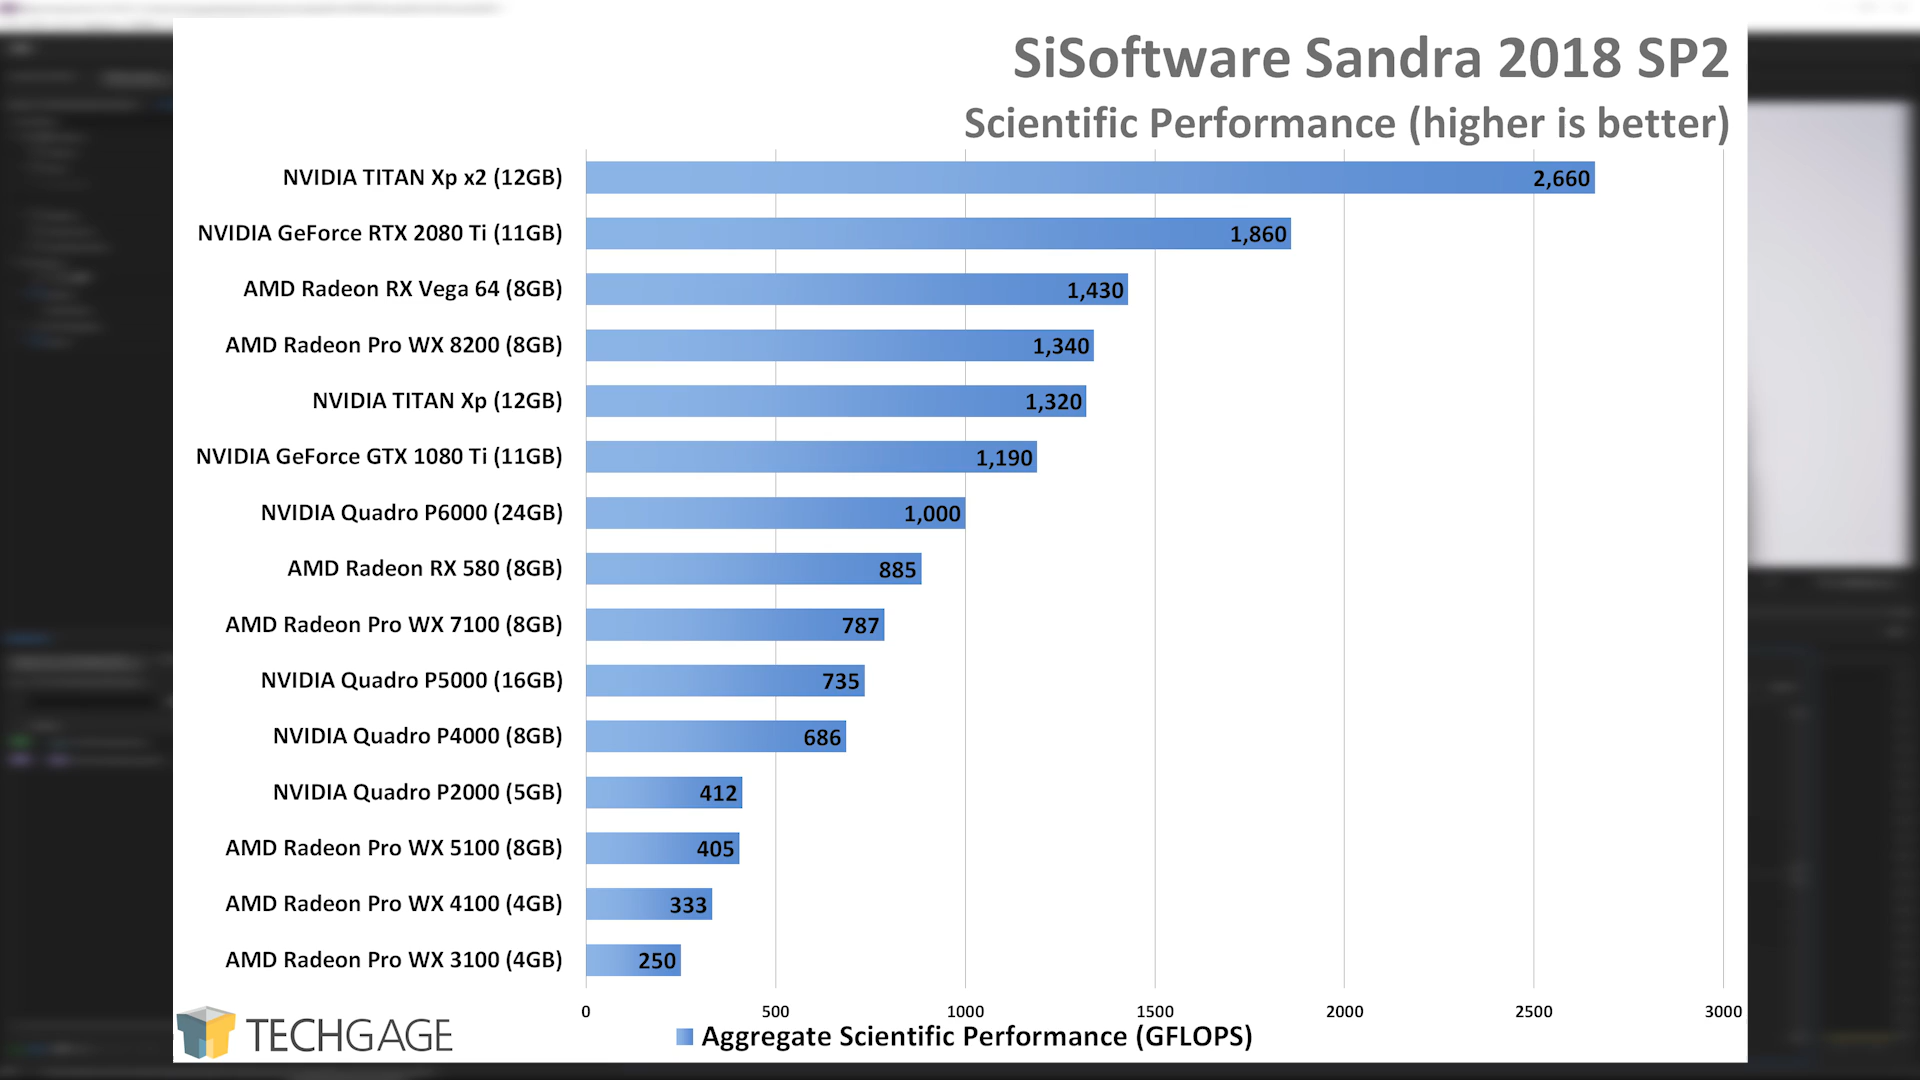 SiSoftware Sandra 2018 SP2
Scientific Performance (higher is better)
NVIDIA TITAN Xp x2 (12GB) 2,660
NVIDIA GeForce RTX 2080 Ti (11GB) 1,860
AMD Radeon RX Vega 64 (8GB) 1,430
AMD Radeon Pro WX 8200 (8GB) 1,340
NVIDIA TITAN Xp (12GB) 1,320
NVIDIA GeForce GTX 1080 Ti (11GB) 1,190
NVIDIA Quadro P6000 (24GB) 1,000
AMD Radeon RX 580 (8GB) 885
AMD Radeon Pro WX 7100 (8GB) 787
NVIDIA Quadro P5000 (16GB) 735
NVIDIA Quadro P4000 (8GB) 686
NVIDIA Quadro P2000 (5GB) 412
AMD Radeon Pro WX 5100 (8GB) 405
AMD Radeon Pro WX 4100 (4GB) 333
AMD Radeon Pro WX 3100 (4GB) 250
0 500 1000 1500 2000 2500 3000
Aggregate Scientific Performance (GFLOPS)
TECHGAGE